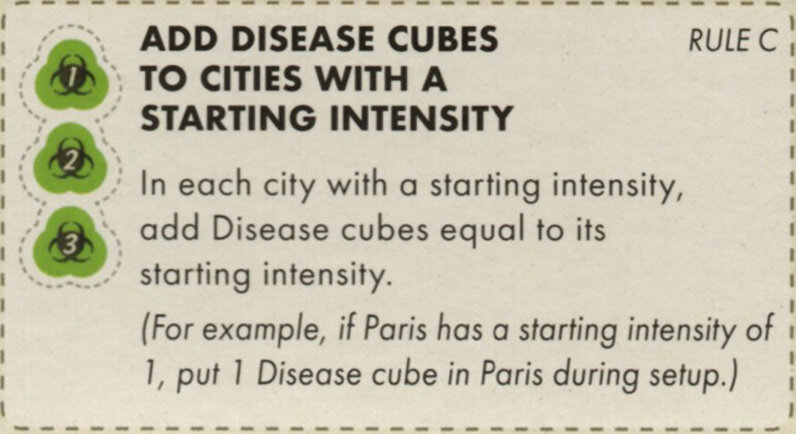 ADD DISEASE CUBES
RULE C
TO CITIES WITH A
STARTING INTENSITY
1
2
3
In each city with a starting intensity,
add Disease cubes equal to its
starting intensity.
(For example, if Paris has a starting intensity of
1, put 1 Disease cube in Paris during setup.)